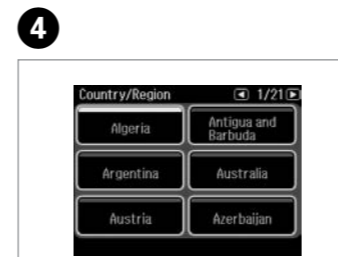 4
Country/Region 1/21
Algeria
Antigua and
Barbuda
Argentina
Australia
Austria
Azerbaijan